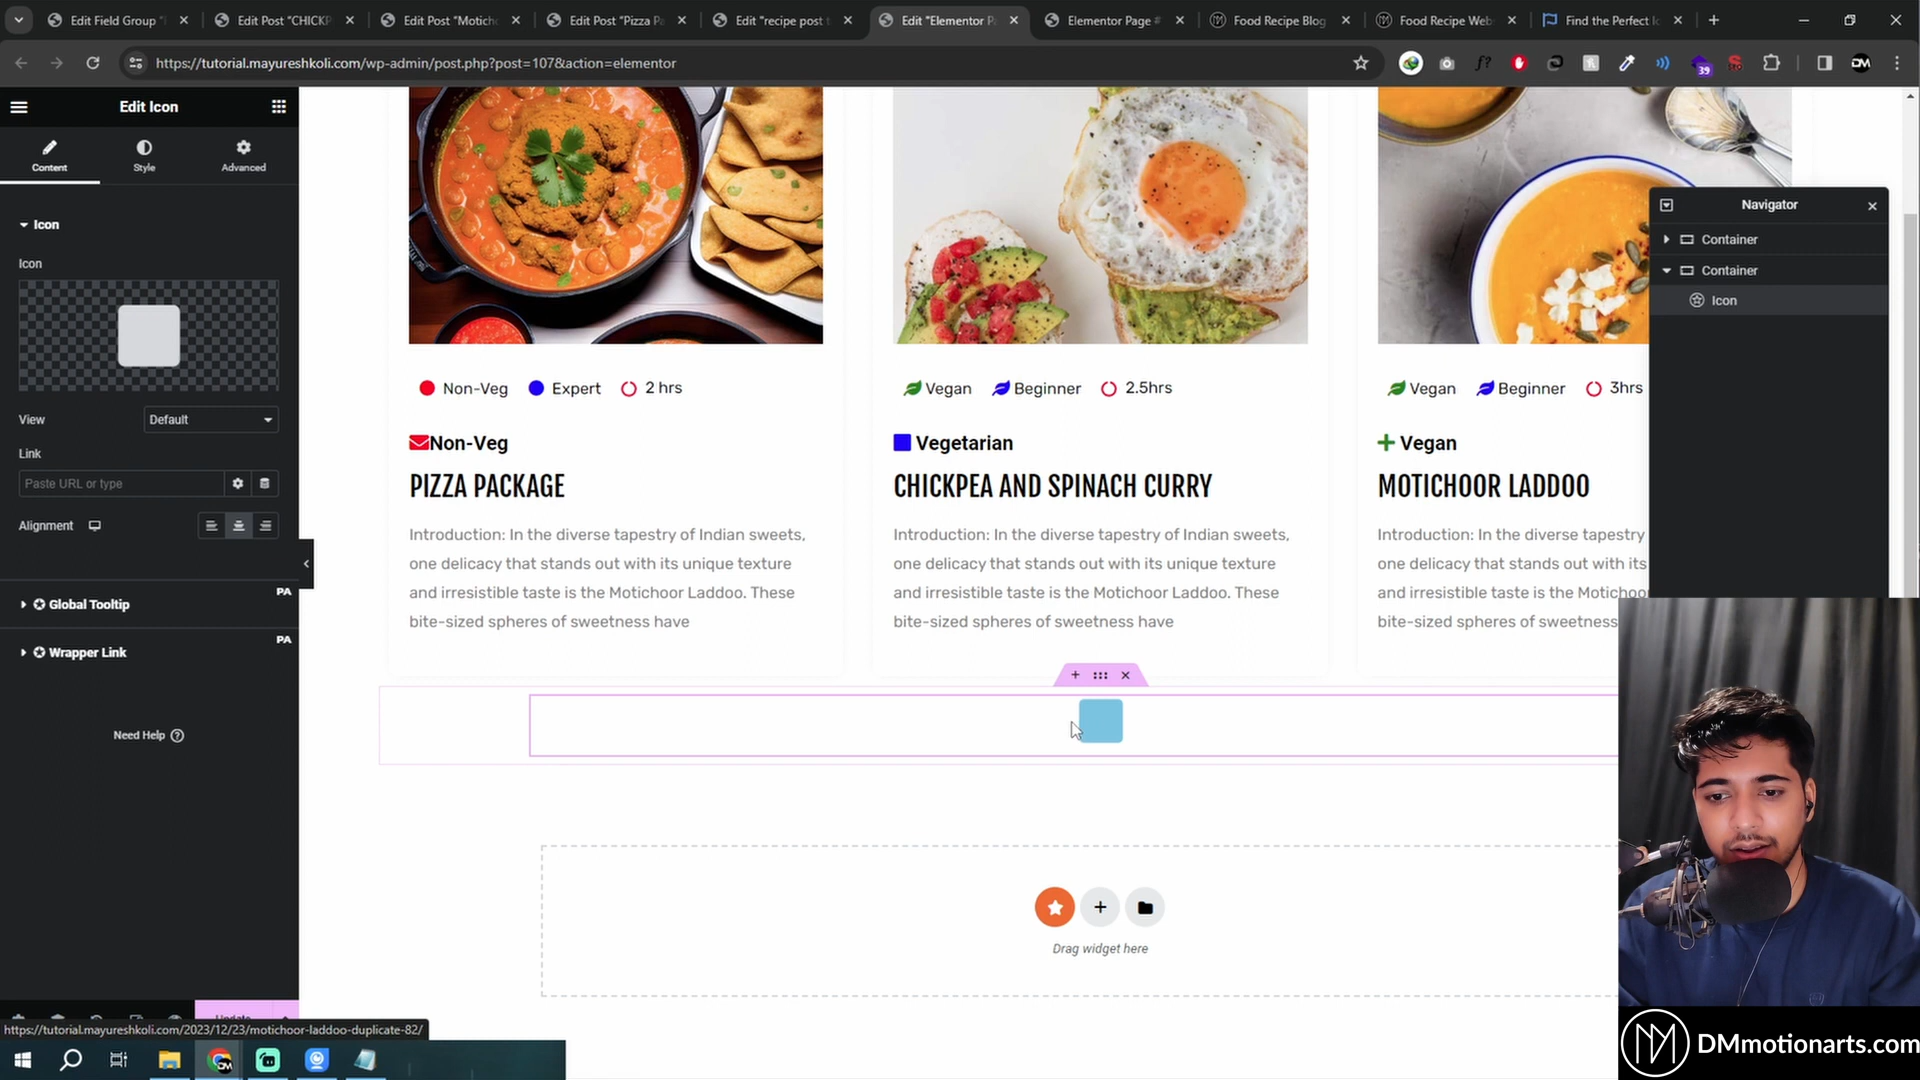 Edit Field Group "
Edit Post "CHICKP
Edit Post "Motich
Edit Post "Pizza Pa
Edit "recipe post t
Edit "Elementor Pa
Elementor Page #
Food Recipe Blog
Food Recipe Web
Find the Perfect Ic
https://tutorial.mayureshkoli.com/wp-admin/post.php?post=107&action=elementor
f?
39
DM
Edit Icon
Content
Style
Advanced
Icon
Icon
View
Default
Link
Paste URL or type
Alignment
Global Tooltip
PA
Wrapper Link
PA
Need Help
Update
https://tutorial.mayureshkoli.com/2023/12/23/motichoor-laddoo-duplicate-82/
Non-Veg
Expert
2 hrs
Non-Veg
PIZZA PACKAGE
Introduction: In the diverse tapestry of Indian sweets,
one delicacy that stands out with its unique texture
and irresistible taste is the Motichoor Laddoo. These
bite-sized spheres of sweetness have
Vegan
Beginner
2.5hrs
Vegetarian
CHICKPEA AND SPINACH CURRY
Introduction: In the diverse tapestry of Indian sweets,
one delicacy that stands out with its unique texture
and irresistible taste is the Motichoor Laddoo. These
bite-sized spheres of sweetness have
Vegan
Beginner
3hrs
Vegan
MOTICHOOR LADDOO
Introduction: In the diverse tapestry
one delicacy that stands out with its
and irresistible taste is the Motichoo
bite-sized spheres of sweetness
Navigator
Container
Container
Icon
Drag widget here
DMmotionarts.com